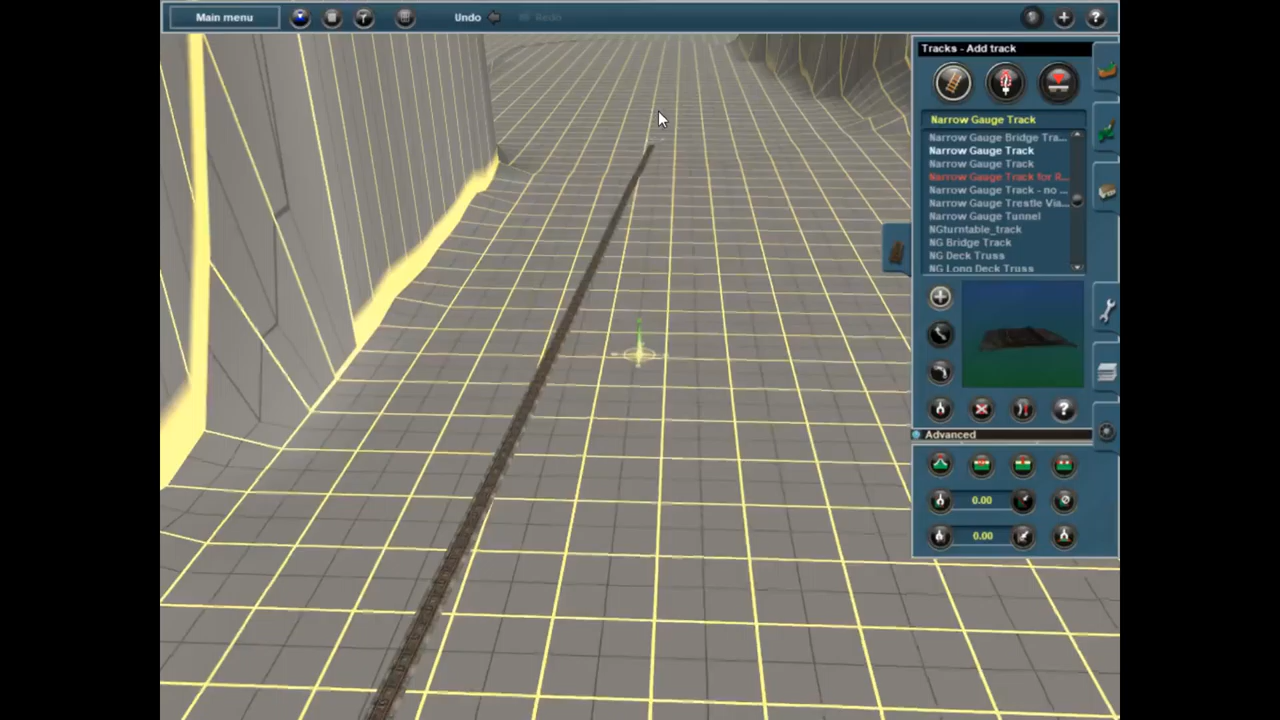 Main menu
Undo
Redo
Tracks - Add track
Narrow Gauge Track
Narrow Gauge Bridge Tra...
Narrow Gauge Track
Narrow Gauge Track
Narrow Gauge Track for R...
Narrow Gauge Track - no ...
Narrow Gauge Trestle Via...
Narrow Gauge Tunnel
NGturntable_track
NG Bridge Track
NG Deck Truss
NG Long Deck Truss
Advanced
0.00
0.00